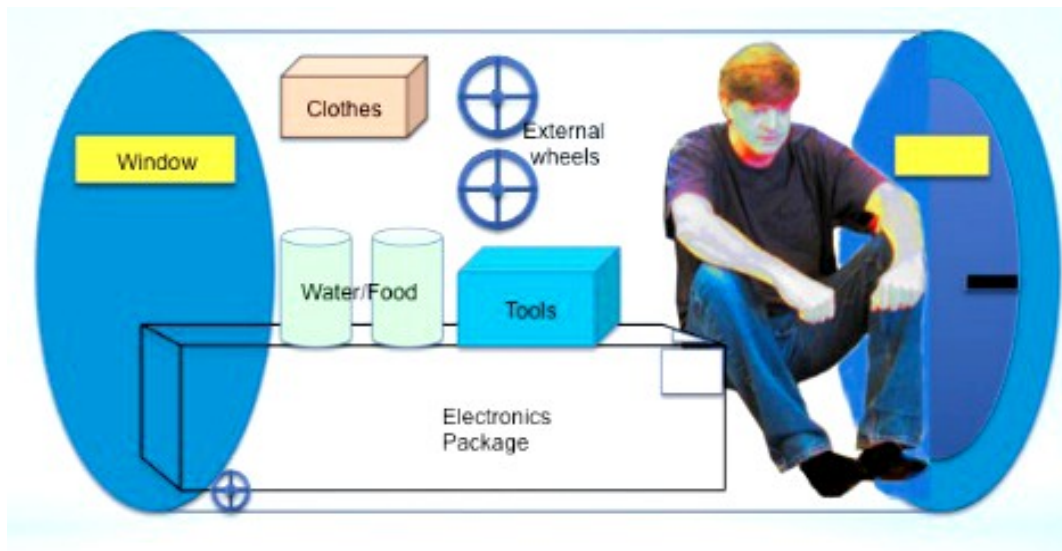 Clothes
External
wheels
Window
Water/Food
Tools
Electronics
Package